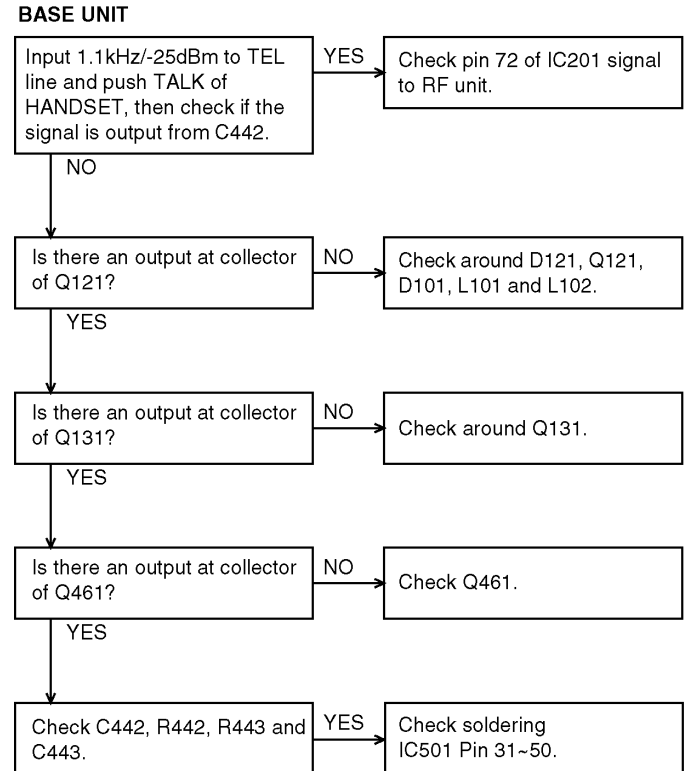 BASE UNIT
Input 1.1kHz/-25dBm to TEL
line and push TALK of
HANDSET, then check if the
signal is output from C442.
YES
Check pin 72 of IC201 signal
to RF unit.
NO
Is there an output at collector
of Q121?
NO
Check around D121, Q121,
D101, L101 and L102.
YES
Is there an output at collector
of Q131?
NO
Check around Q131.
YES
Is there an output at collector
of Q461?
NO
Check Q461.
YES
Check C442, R442, R443 and
C443.
YES
Check soldering
IC501 Pin 31~50.